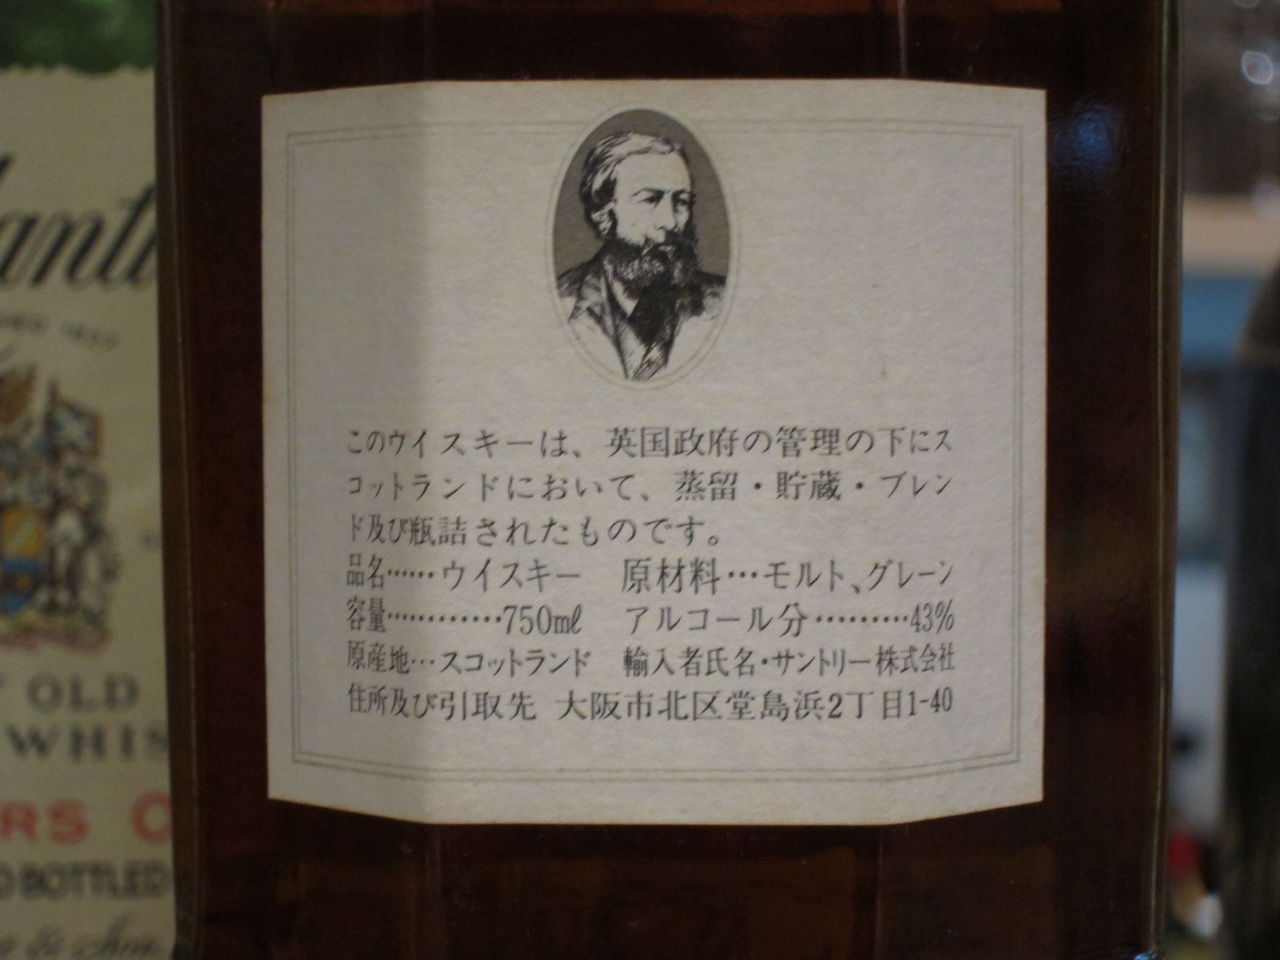 このウイスキーは、英国政府の管理の下にス
コットランドにおいて、蒸留・貯蔵・ブレン
ド及び瓶詰されたものです。
品名……ウイスキー　原材料…モルト、グレーン
容量…………750mℓ　アルコール分………43%
原産地…スコットランド　輸入者氏名・サントリー株式会社
住所及び引取先　大阪市北区堂島浜2丁目1-40
OLD
BOTTLED